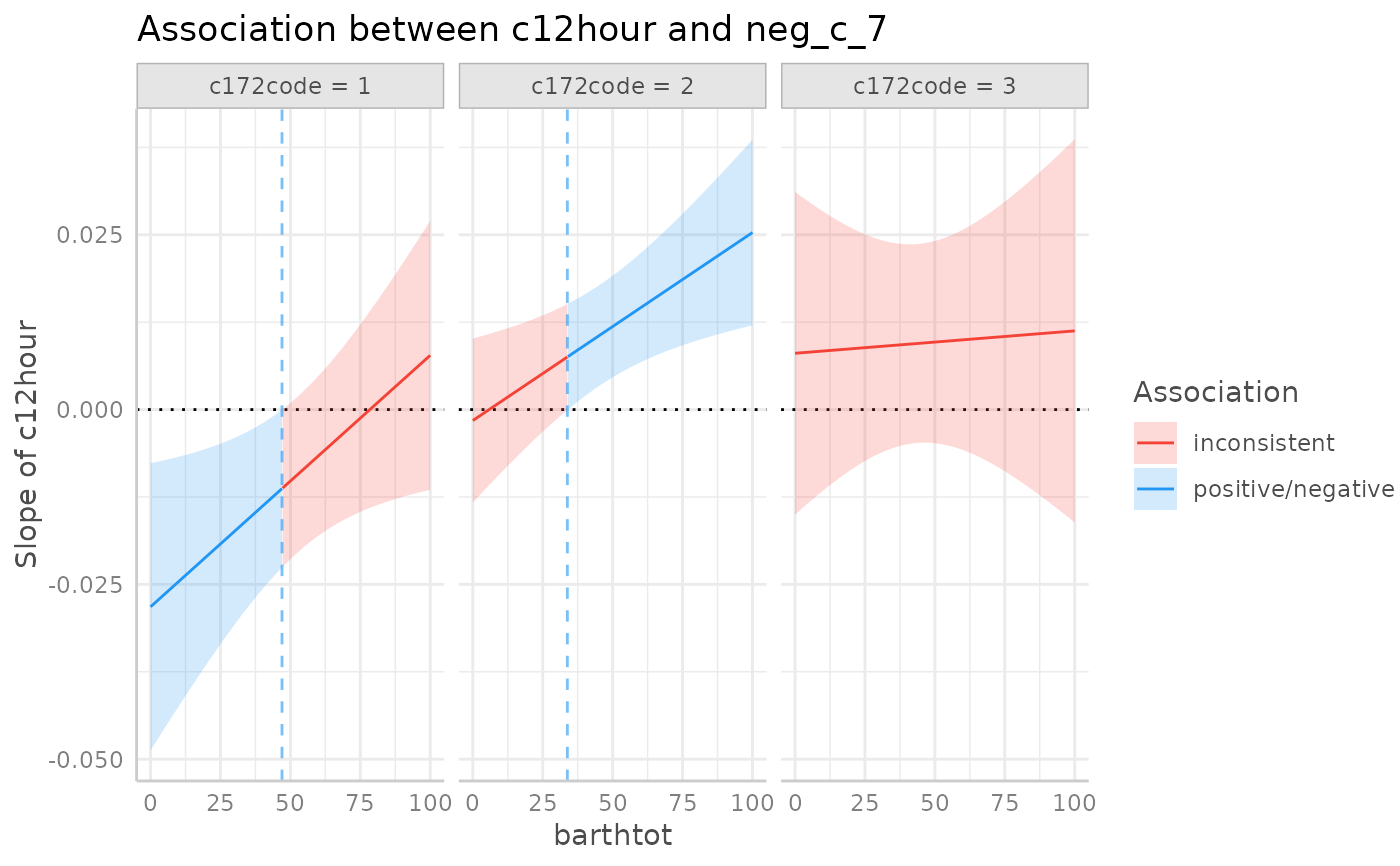 Association between c12hour and neg_c_7
c172code = 1
c172code = 2
c172code = 3
Slope of c12hour
0.025
0.000
-0.025
-0.050
0 25 50 75 100
0 25 50 75 100
0 25 50 75 100
barthtot
Association
inconsistent
positive/negative